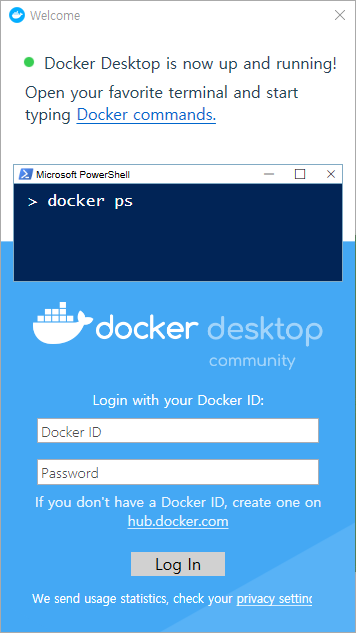 Welcome
Docker Desktop is now up and running!
Open your favorite terminal and start
typing Docker commands.
Microsoft PowerShell
> docker ps
docker desktop
community
Login with your Docker ID:
Docker ID
Password
If you don't have a Docker ID, create one on
hub.docker.com
Log In
We send usage statistics, check your privacy setting